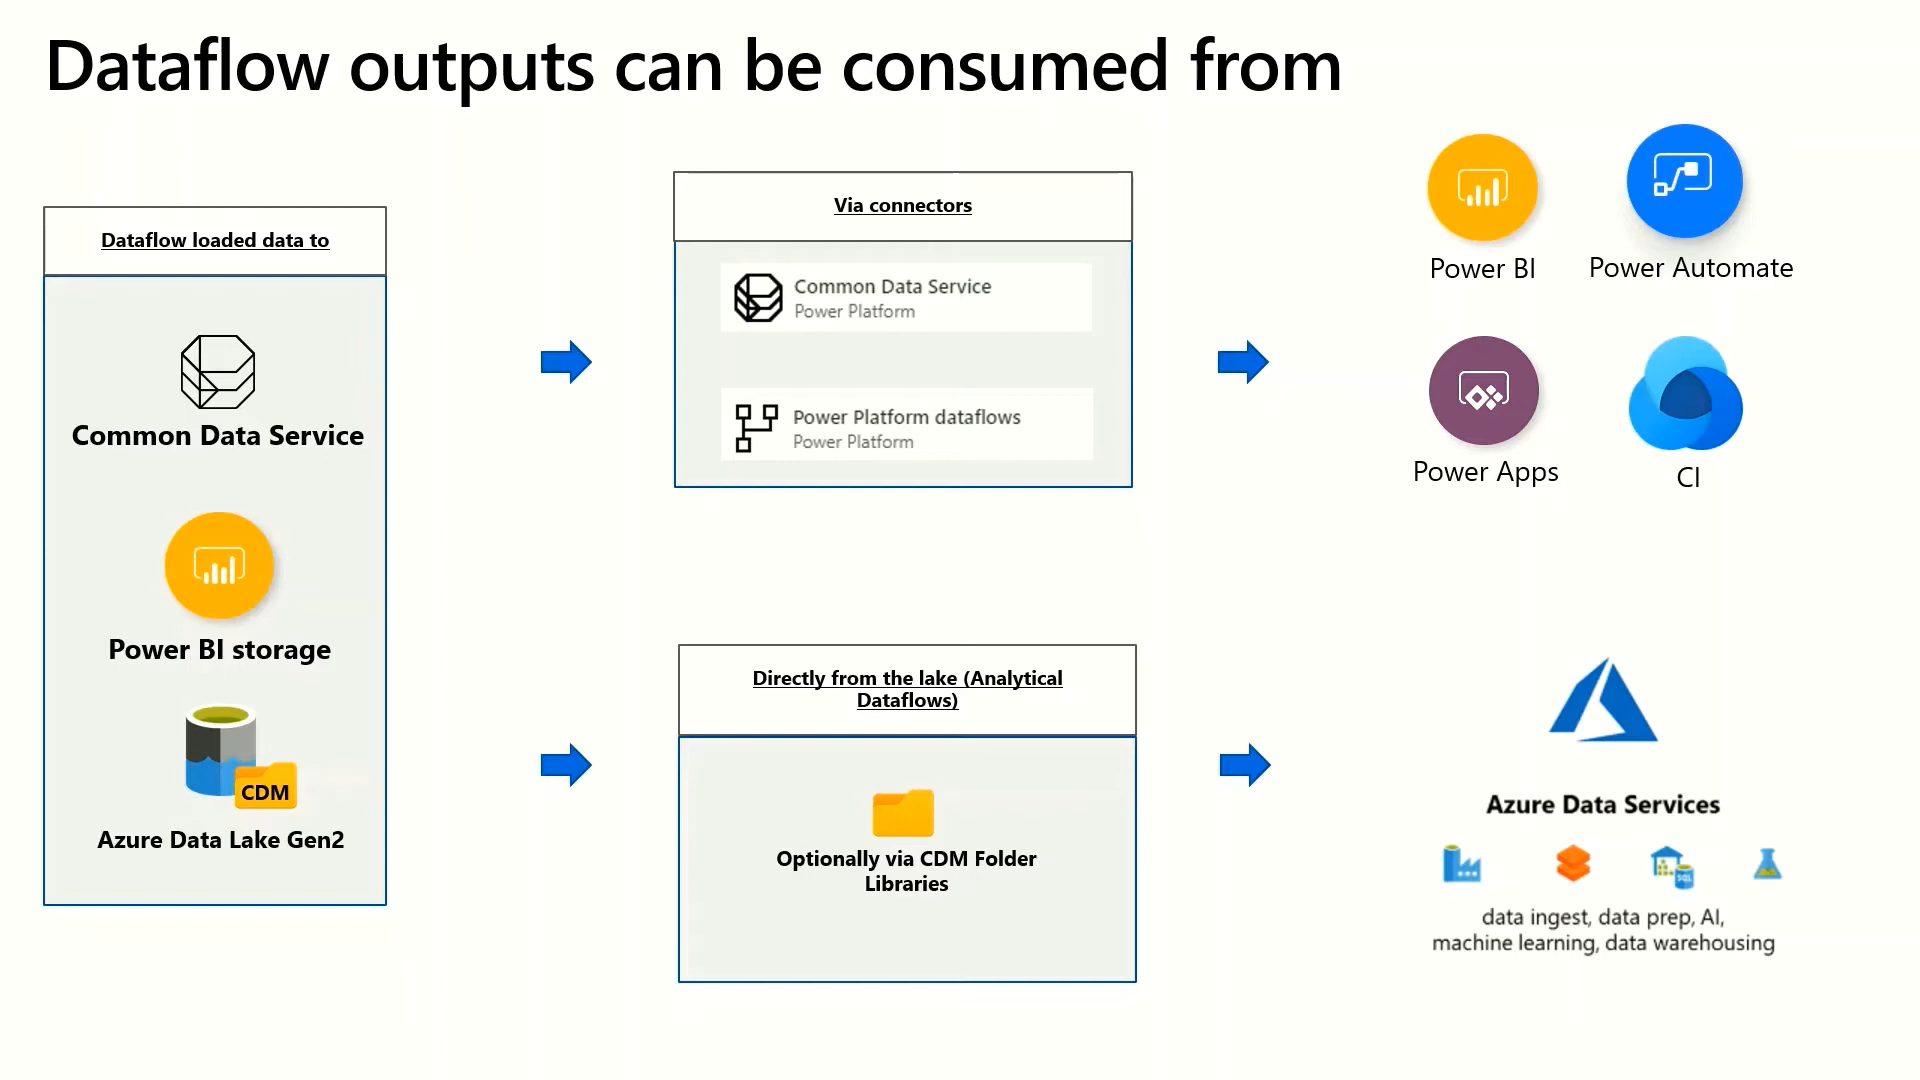 Dataflow outputs can be consumed from
Dataflow loaded data to
Common Data Service
Power BI storage
CDM
Azure Data Lake Gen2
Via connectors
Common Data Service
Power Platform
Power Platform dataflows
Power Platform
Directly from the lake (Analytical
Dataflows)
Optionally via CDM Folder
Libraries
Power BI
Power Automate
Power Apps
CI
Azure Data Services
SQL
data ingest, data prep, AI,
machine learning, data warehousing